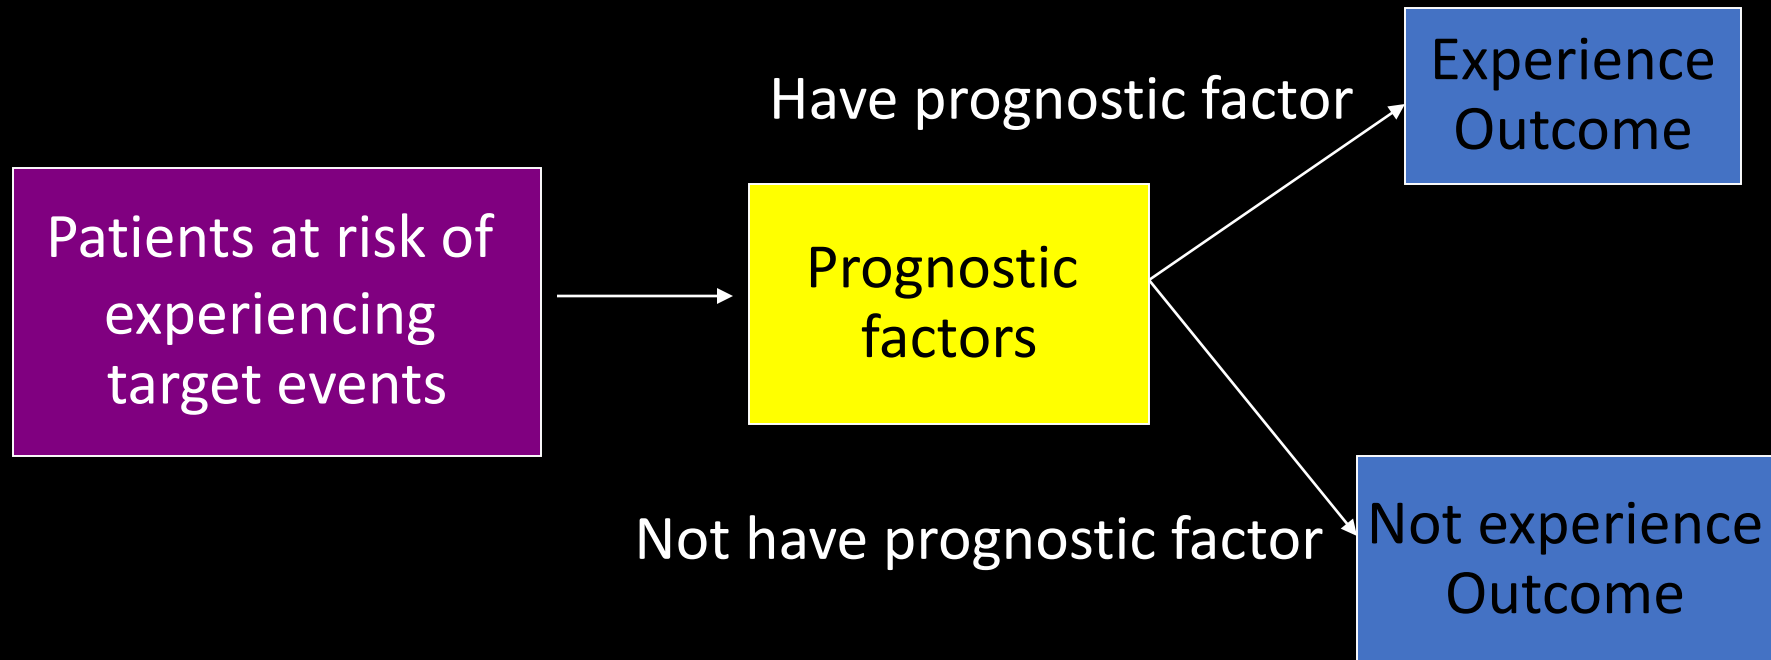 Patients at risk of
experiencing
target events
Prognostic
factors
Have prognostic factor
Experience
Outcome
Not have prognostic factor
Not experience
Outcome